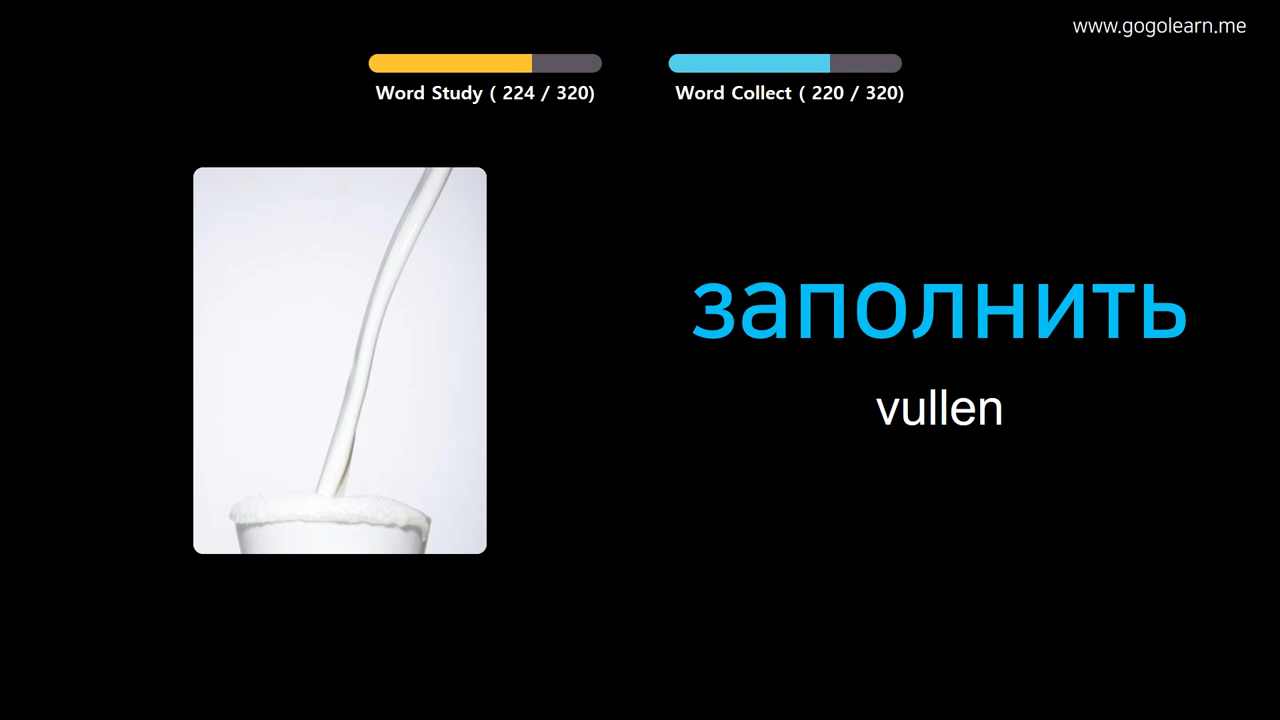 www.gogolearn.me
Word Study ( 224 / 320)
Word Collect ( 220 / 320)
заполнить
vullen